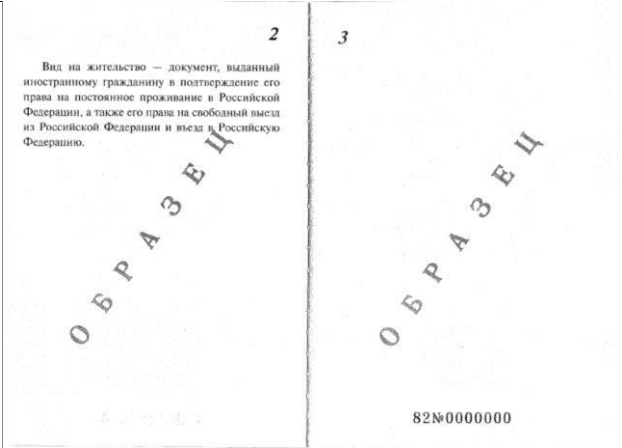 2
Вид на жительство — документ, выданный
иностранному гражданину в подтверждение его
права на постоянное проживание в Российской
Федерации, а также его права на свободный выезд
из Российской Федерации и въезд в Российскую
Федерацию.
ОБРАЗЕЦ
3
ОБРАЗЕЦ
82№0000000